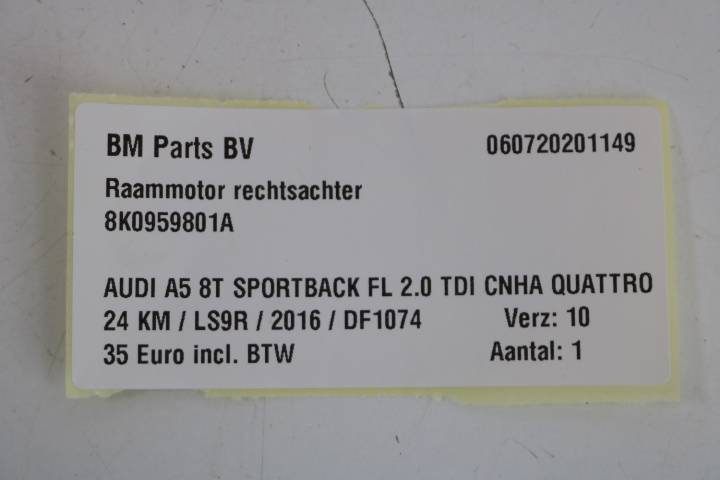 BM Parts BV 060720201149
Raammotor rechtsachter
8K0959801A
AUDI A5 8T SPORTBACK FL 2.0 TDI CNHA QUATTRO
24 KM / LS9R / 2016 / DF1074 Verz: 10
35 Euro incl. BTW Aantal: 1